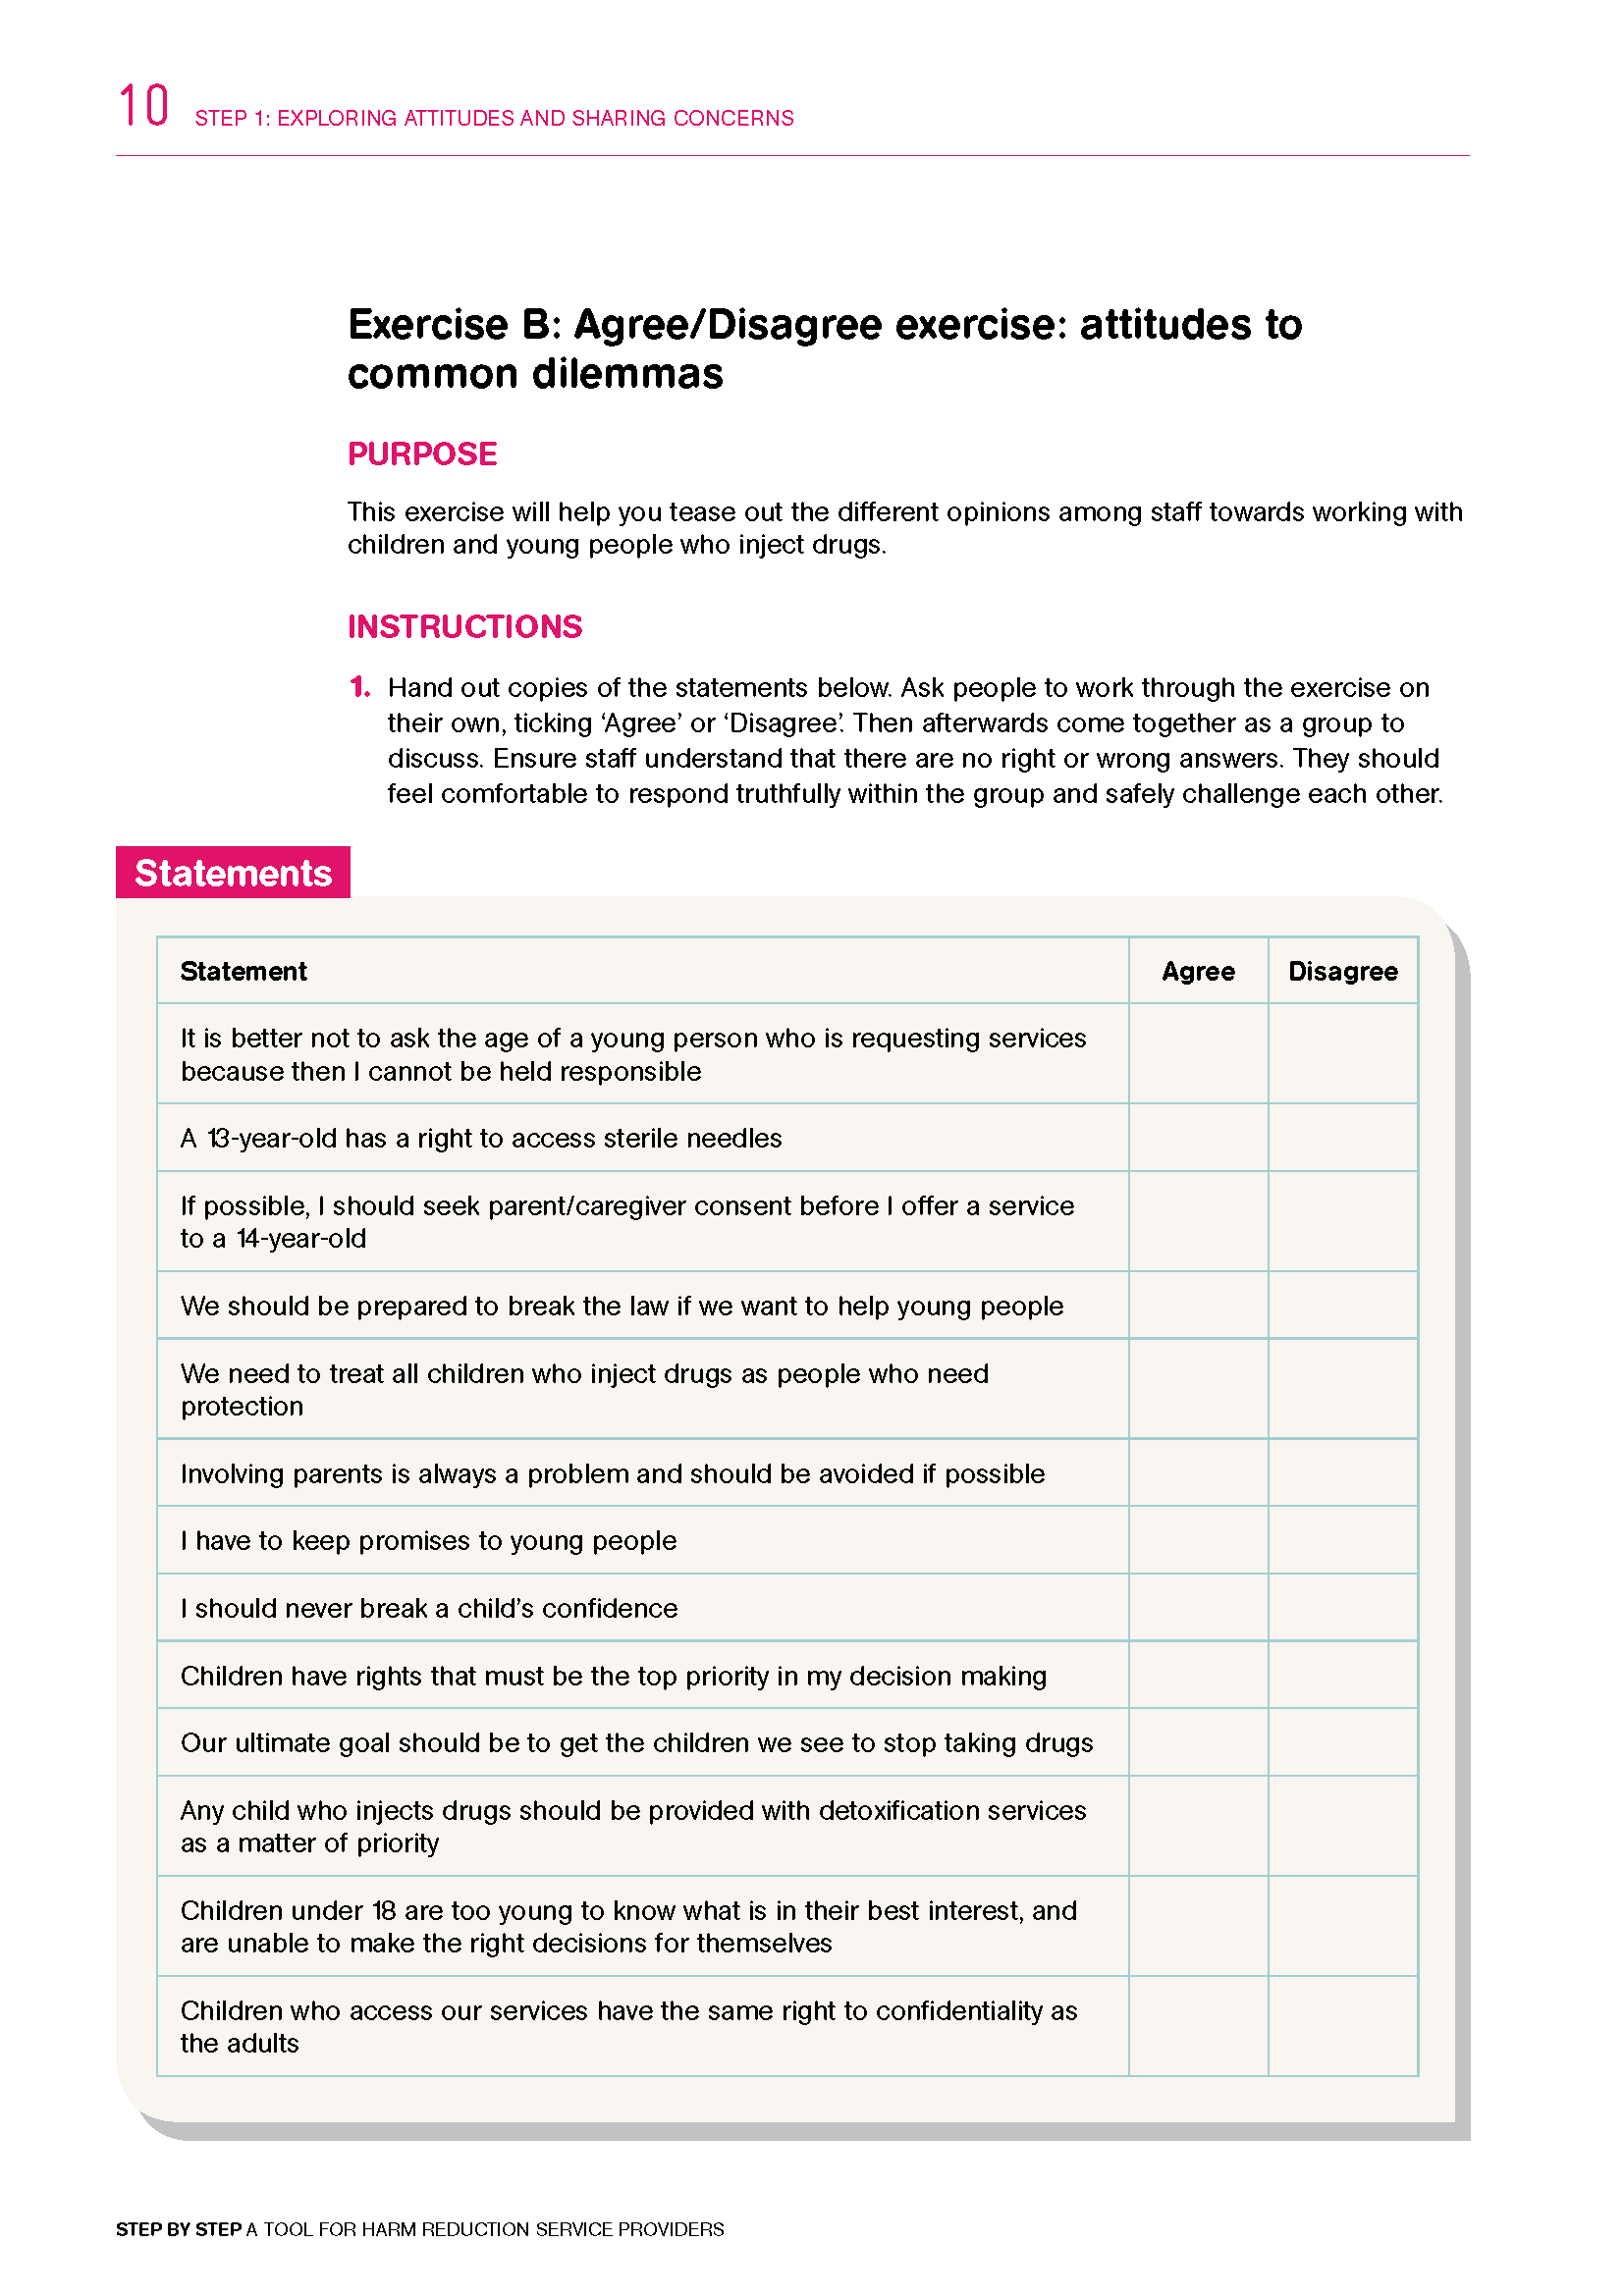 10 STEP 1: EXPLORING ATTITUDES AND SHARING CONCERNS
Exercise B: Agree/Disagree exercise: attitudes to
common dilemmas
PURPOSE
This exercise will help you tease out the different opinions among staff towards working with
children and young people who inject drugs.
INSTRUCTIONS
1. Hand out copies of the statements below. Ask people to work through the exercise on
their own, ticking ‘Agree’ or ‘Disagree’. Then afterwards come together as a group to
discuss. Ensure staff understand that there are no right or wrong answers. They should
feel comfortable to respond truthfully within the group and safely challenge each other.
Statements
Statement Agree Disagree
It is better not to ask the age of a young person who is requesting services
because then I cannot be held responsible
A 13-year-old has a right to access sterile needles
If possible, I should seek parent/caregiver consent before I offer a service
to a 14-year-old
We should be prepared to break the law if we want to help young people
We need to treat all children who inject drugs as people who need
protection
Involving parents is always a problem and should be avoided if possible
I have to keep promises to young people
I should never break a child’s confidence
Children have rights that must be the top priority in my decision making
Our ultimate goal should be to get the children we see to stop taking drugs
Any child who injects drugs should be provided with detoxification services
as a matter of priority
Children under 18 are too young to know what is in their best interest, and
are unable to make the right decisions for themselves
Children who access our services have the same right to confidentiality as
the adults
STEP BY STEP A TOOL FOR HARM REDUCTION SERVICE PROVIDERS